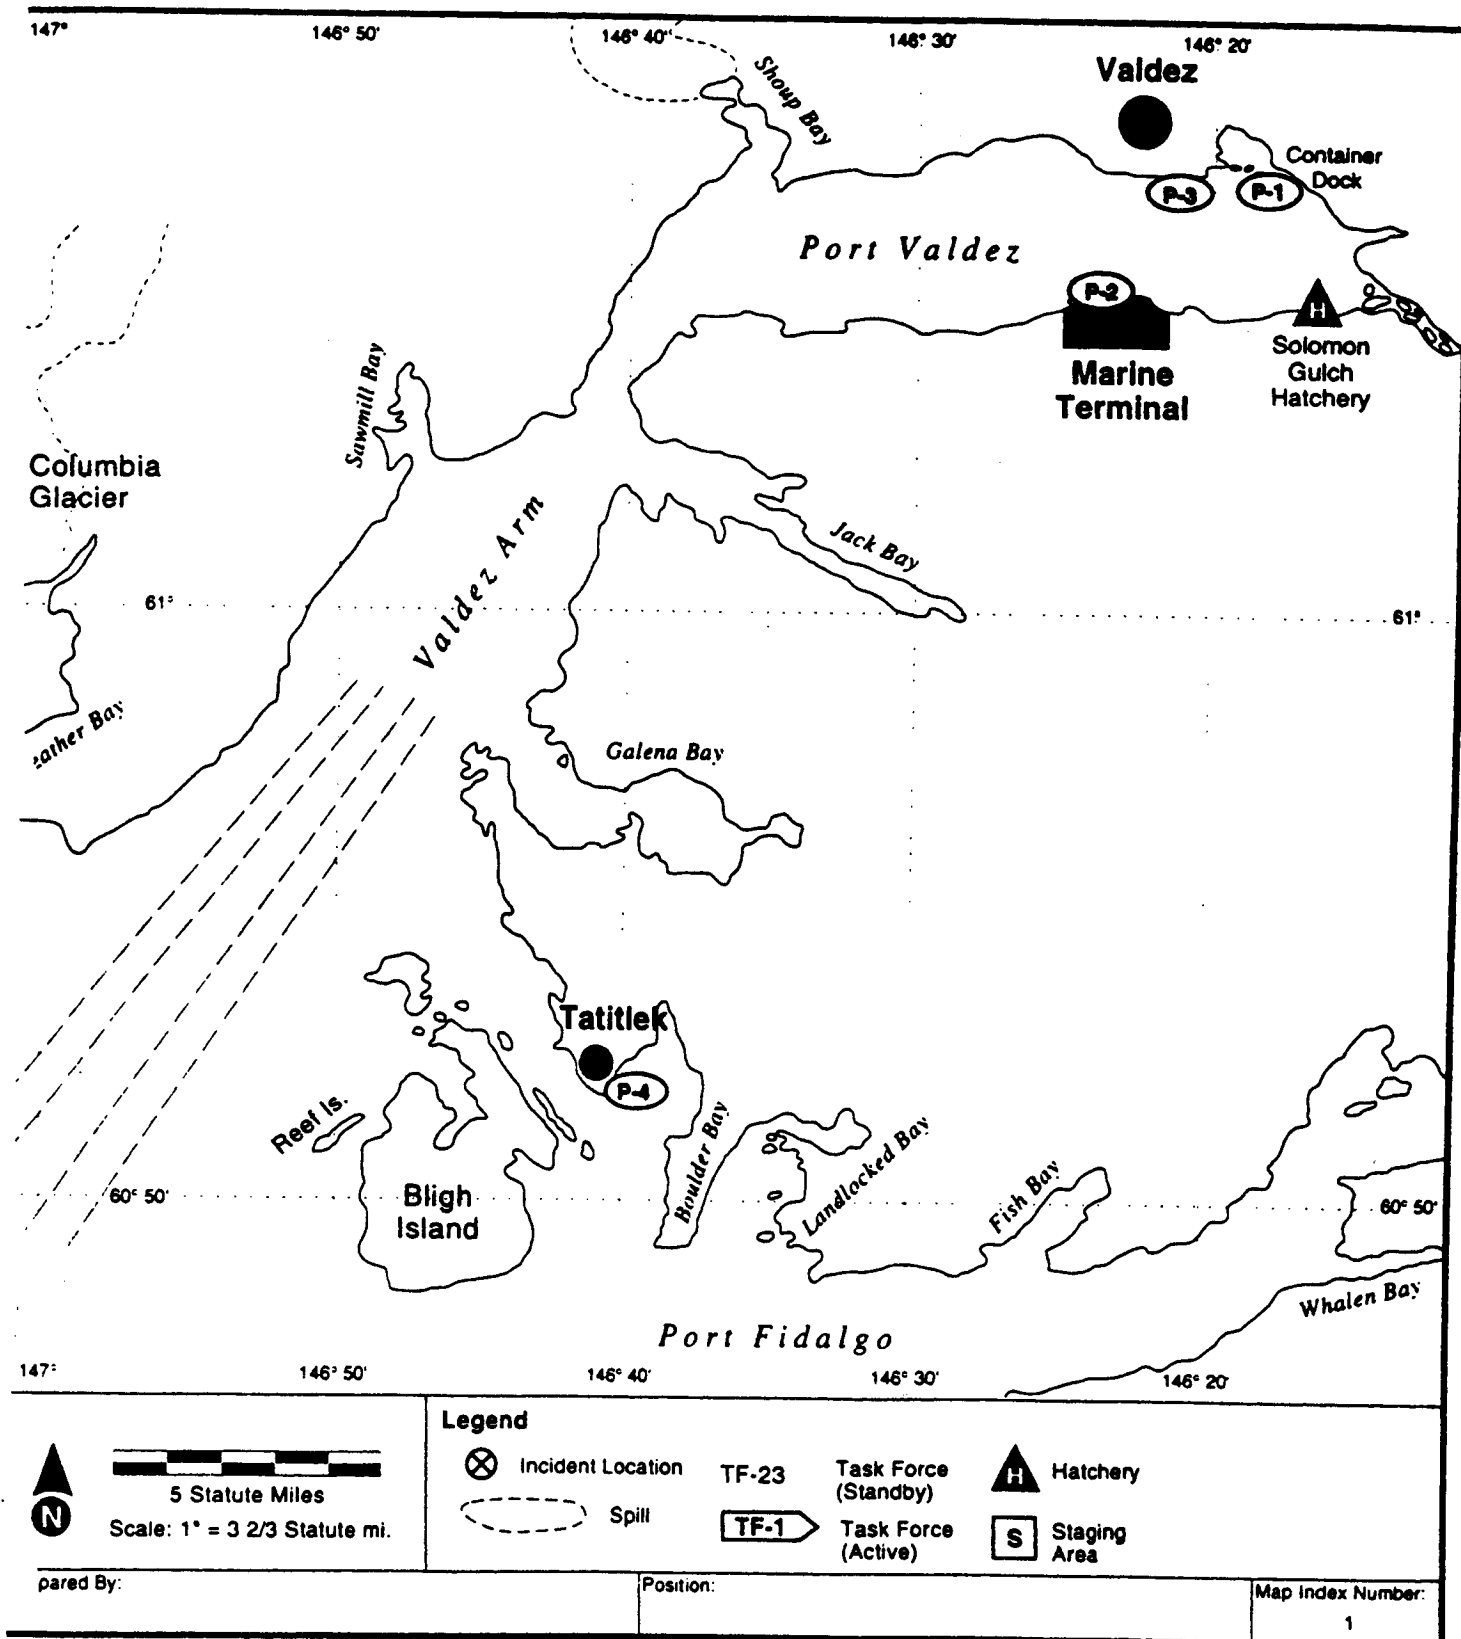 147° 146° 50' 146° 40' 146° 30' 146° 20'
Valdez
Shoup Bay
Container
Dock
P-3 P-1
Port Valdez
P-2
H
Solomon
Gulch
Hatchery
Marine
Terminal
Sawmill Bay
Columbia
Glacier
Valdez Arm
Jack Bay
61° 61°
eather Bay
Galena Bay
Tatitlek
P-4
Reef Is.
Boulder Bay
Landlocked Bay
Fish Bay
60° 50' 60° 50'
Bligh
Island
Whalen Bay
Port Fidalgo
147° 146° 50' 146° 40' 146° 30' 146° 20'
N
5 Statute Miles
Scale: 1" = 3 2/3 Statute mi.
Legend
Incident Location
Spill
TF-23 Task Force
(Standby)
TF-1 Task Force
(Active)
H Hatchery
S Staging
Area
pared By:
Position:
Map Index Number:
1